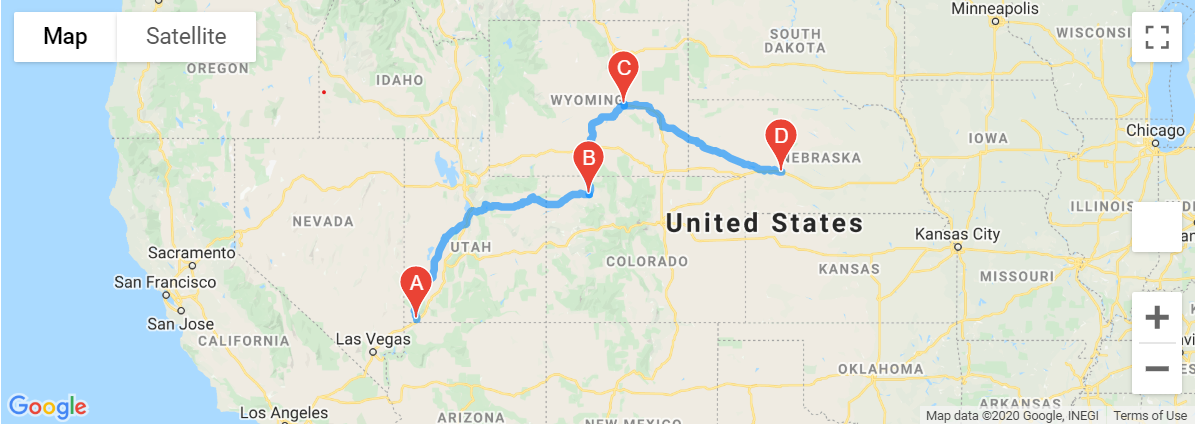 Map
Satellite
Minneapolis
OREGON
IDAHO
SOUTH
DAKOTA
WISCONS
C
WYOMING
D
IOWA
Chicago
B
NEBRASKA
NEVADA
United States
ILLINOIS
Sacramento
UTAH
Kansas City
COLORADO
KANSAS
MISSOURI
San Francisco
A
San Jose
CALIFORNIA
Las Vegas
OKLAHOMA
Google
Los Angeles
ARIZONA
NEW MEXICO
ARKANSAS
Map data ©2020 Google, INEGI
Terms of Use